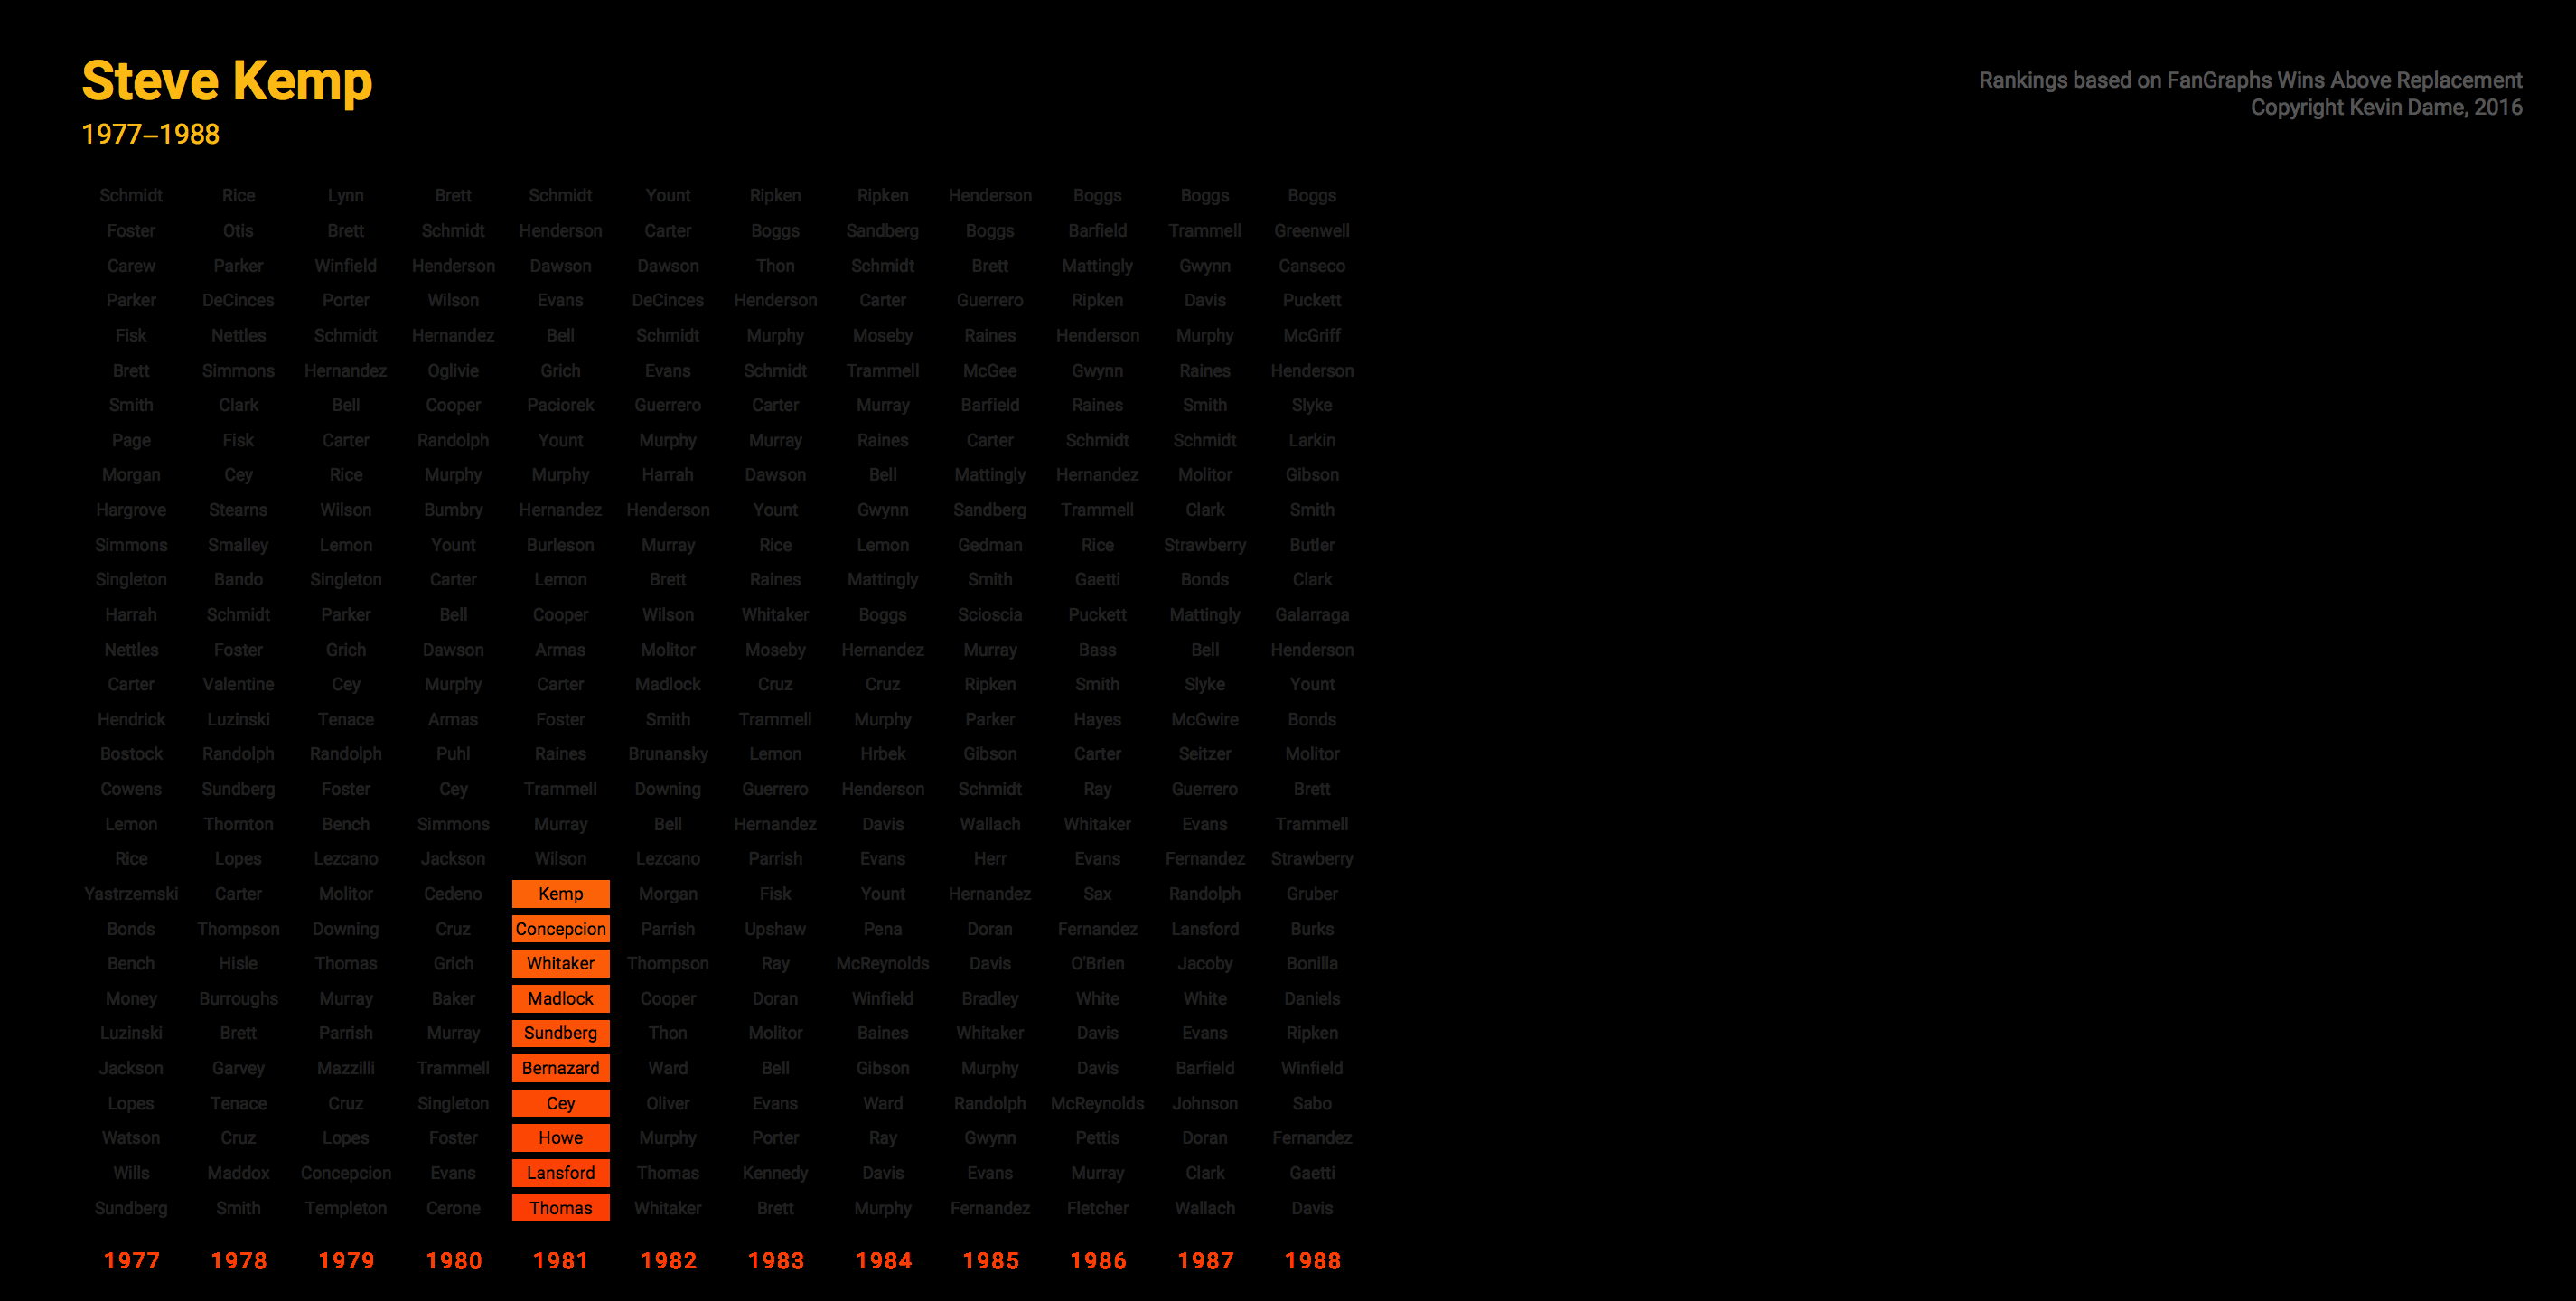 Steve Kemp
1977–1988
Rankings based on FanGraphs Wins Above Replacement
Copyright Kevin Dame, 2016
Schmidt Rice Lynn Brett Schmidt Yount Ripken Ripken Henderson Boggs Boggs Boggs
Foster Otis Brett Schmidt Henderson Carter Boggs Sandberg Boggs Barfield Trammell Greenwell
Carew Parker Winfield Henderson Dawson Dawson Thon Schmidt Brett Mattingly Gwynn Canseco
Parker DeCinces Porter Wilson Evans DeCinces Henderson Carter Guerrero Ripken Davis Puckett
Fisk Nettles Schmidt Hernandez Bell Schmidt Murphy Moseby Raines Henderson Murphy McGriff
Brett Simmons Hernandez Oglivie Grich Evans Schmidt Trammell McGee Gwynn Raines Henderson
Smith Clark Bell Cooper Paciorek Guerrero Carter Murray Barfield Raines Smith Slyke
Page Fisk Carter Randolph Yount Murphy Murray Raines Carter Schmidt Schmidt Larkin
Morgan Cey Rice Murphy Murphy Harrah Dawson Bell Mattingly Hernandez Molitor Gibson
Hargrove Stearns Wilson Bumbry Hernandez Henderson Yount Gwynn Sandberg Trammell Clark Smith
Simmons Smalley Lemon Yount Burleson Murray Rice Lemon Gedman Rice Strawberry Butler
Singleton Bando Singleton Carter Lemon Brett Raines Mattingly Smith Gaetti Bonds Clark
Harrah Schmidt Parker Bell Cooper Wilson Whitaker Boggs Scioscia Puckett Mattingly Galarraga
Nettles Foster Grich Dawson Armas Molitor Moseby Hernandez Murray Bass Bell Henderson
Carter Valentine Cey Murphy Carter Madlock Cruz Cruz Ripken Smith Slyke Yount
Hendrick Luzinski Tenace Armas Foster Smith Trammell Murphy Parker Hayes McGwire Bonds
Bostock Randolph Randolph Puhl Raines Brunansky Lemon Hrbek Gibson Carter Seitzer Molitor
Cowens Sundberg Foster Cey Trammell Downing Guerrero Henderson Schmidt Ray Guerrero Brett
Lemon Thornton Bench Simmons Murray Bell Hernandez Davis Wallach Whitaker Evans Trammell
Rice Lopes Lezcano Jackson Wilson Lezcano Parrish Evans Herr Evans Fernandez Strawberry
Yastrzemski Carter Molitor Cedeno Kemp Morgan Fisk Yount Hernandez Sax Randolph Gruber
Bonds Thompson Downing Cruz Concepcion Parrish Upshaw Pena Doran Fernandez Lansford Burks
Bench Hisle Thomas Grich Whitaker Thompson Ray McReynolds Davis O'Brien Jacoby Bonilla
Money Burroughs Murray Baker Madlock Cooper Doran Winfield Bradley White White Daniels
Luzinski Brett Parrish Murray Sundberg Thon Molitor Baines Whitaker Davis Evans Ripken
Jackson Garvey Mazzilli Trammell Bernazard Ward Bell Gibson Murphy Davis Barfield Winfield
Lopes Tenace Cruz Singleton Cey Oliver Evans Ward Randolph McReynolds Johnson Sabo
Watson Cruz Lopes Foster Howe Murphy Porter Ray Gwynn Pettis Doran Fernandez
Wills Maddox Concepcion Evans Lansford Thomas Kennedy Davis Evans Murray Clark Gaetti
Sundberg Smith Templeton Cerone Thomas Whitaker Brett Murphy Fernandez Fletcher Wallach Davis
1977 1978 1979 1980 1981 1982 1983 1984 1985 1986 1987 1988